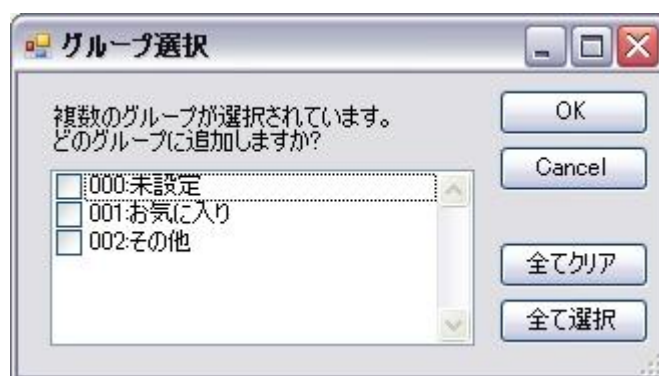 グループ選択
複数のグループが選択されています。
どのグループに追加しますか?
000:未設定
001:お気に入り
002:その他
OK
Cancel
全てクリア
全て選択